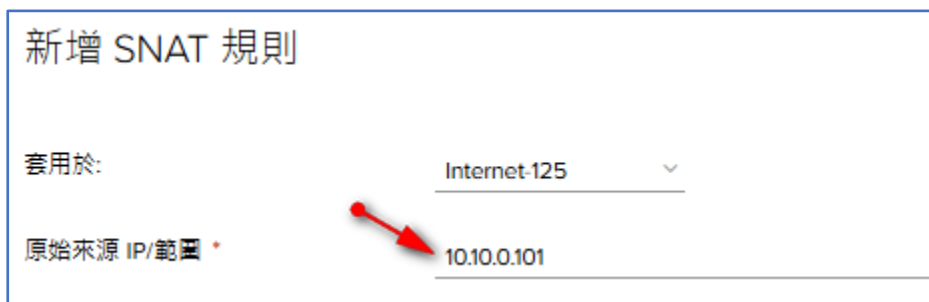 新增 SNAT 規則
套用於: Internet-125
原始來源 IP/範圍 * 10.10.0.101